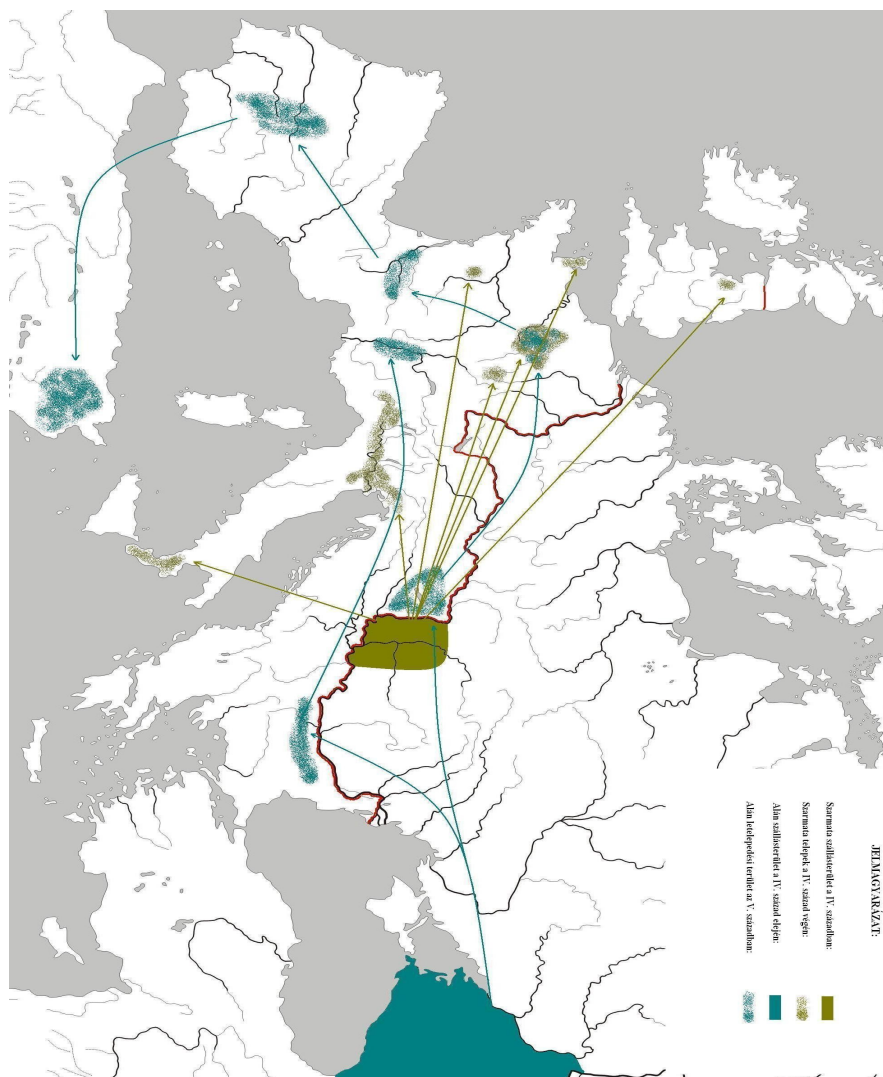 JELMAGYARÁZAT:
Szarmata szállásterület a IV. században:
Szarmata telepek a IV. század végén:
Alán szállásterület a IV. század elején:
Alán letelepedési terület az V. században: